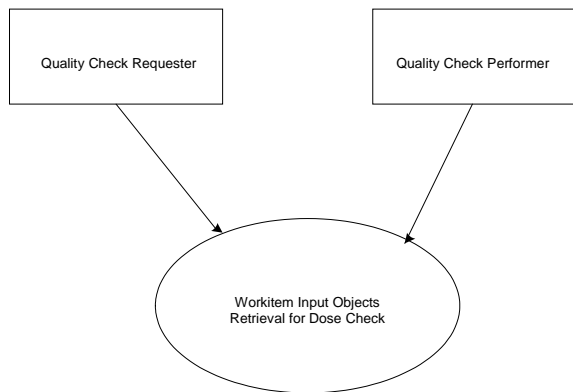 Quality Check Requester
Quality Check Performer
Workitem Input Objects
Retrieval for Dose Check